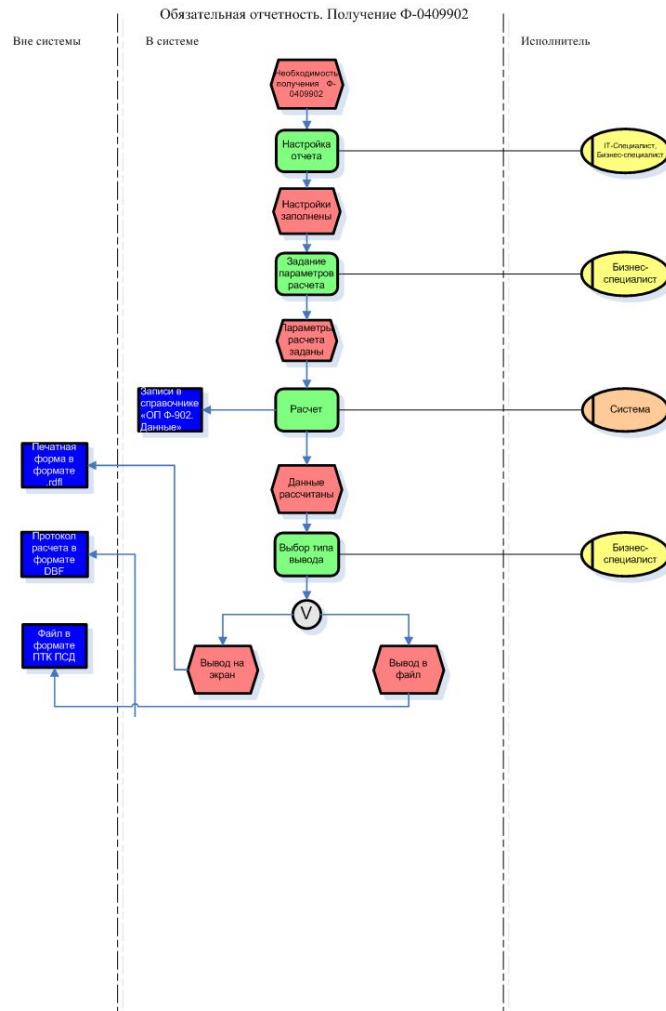 Обязательная отчетность. Получение Ф-0409902
Вне системы
В системе
Исполнитель
Необходимость
получения Ф-
0409902
Настройка
отчета
IT-Специалист,
Бизнес-специалист
Настройки
заполнены
Задание
параметров
расчета
Бизнес-
специалист
Параметры
расчета
заданы
Записи в
справочнике
«ОП Ф-902.
Данные»
Расчет
Система
Печатная
форма в
формате
.rdfl
Данные
рассчитаны
Протокол
расчета в
формате
DBF
Выбор типа
вывода
Бизнес-
специалист
V
Файл в
формате
ПТК ПСД
Вывод на
экран
Вывод в
файл